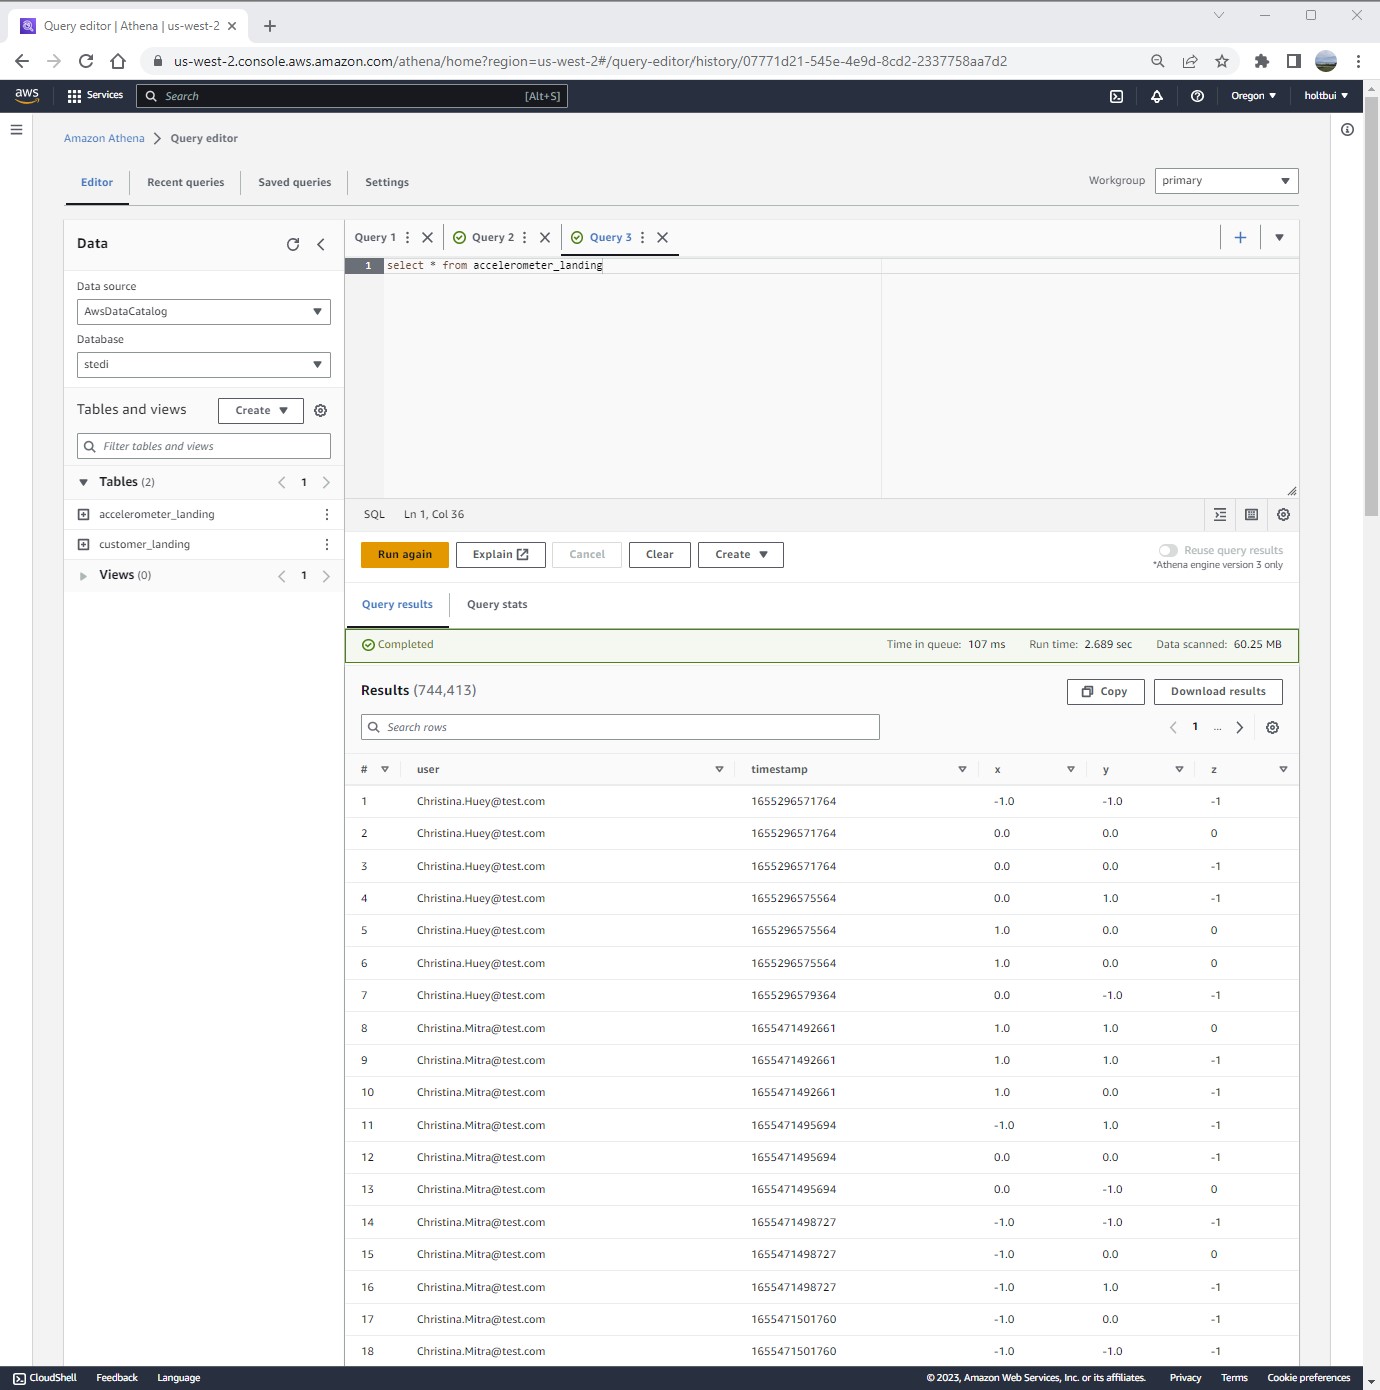 Query editor | Athena | us-west-2
us-west-2.console.aws.amazon.com/athena/home?region=us-west-2#/query-editor/history/07771d21-545e-4e9d-8cd2-2337758aa7d2
aws Services Search [Alt+S] Oregon holtbui
Amazon Athena Query editor
Editor Recent queries Saved queries Settings
Workgroup primary
Data
Data source
AwsDataCatalog
Database
stedi
Tables and views Create
Filter tables and views
Tables (2) 1
accelerometer_landing
customer_landing
Views (0) 1
Query 1 Query 2 Query 3
1 select * from accelerometer_landing
SQL Ln 1, Col 36
Run again Explain Cancel Clear Create
Reuse query results
*Athena engine version 3 only
Query results Query stats
Completed Time in queue: 107 ms Run time: 2.689 sec Data scanned: 60.25 MB
Results (744,413) Copy Download results
Search rows 1 ...
# user timestamp x y z
1 Christina.Huey@test.com 1655296571764 -1.0 -1.0 -1
2 Christina.Huey@test.com 1655296571764 0.0 0.0 0
3 Christina.Huey@test.com 1655296571764 0.0 0.0 -1
4 Christina.Huey@test.com 1655296575564 0.0 1.0 -1
5 Christina.Huey@test.com 1655296575564 1.0 0.0 0
6 Christina.Huey@test.com 1655296575564 1.0 0.0 0
7 Christina.Huey@test.com 1655296579364 0.0 -1.0 -1
8 Christina.Mitra@test.com 1655471492661 1.0 1.0 0
9 Christina.Mitra@test.com 1655471492661 1.0 1.0 -1
10 Christina.Mitra@test.com 1655471492661 1.0 0.0 -1
11 Christina.Mitra@test.com 1655471495694 -1.0 1.0 -1
12 Christina.Mitra@test.com 1655471495694 0.0 0.0 -1
13 Christina.Mitra@test.com 1655471495694 0.0 -1.0 0
14 Christina.Mitra@test.com 1655471498727 -1.0 -1.0 -1
15 Christina.Mitra@test.com 1655471498727 -1.0 0.0 0
16 Christina.Mitra@test.com 1655471498727 -1.0 1.0 -1
17 Christina.Mitra@test.com 1655471501760 -1.0 0.0 -1
18 Christina.Mitra@test.com 1655471501760 -1.0 -1.0 -1
CloudShell Feedback Language © 2023, Amazon Web Services, Inc. or its affiliates. Privacy Terms Cookie preferences